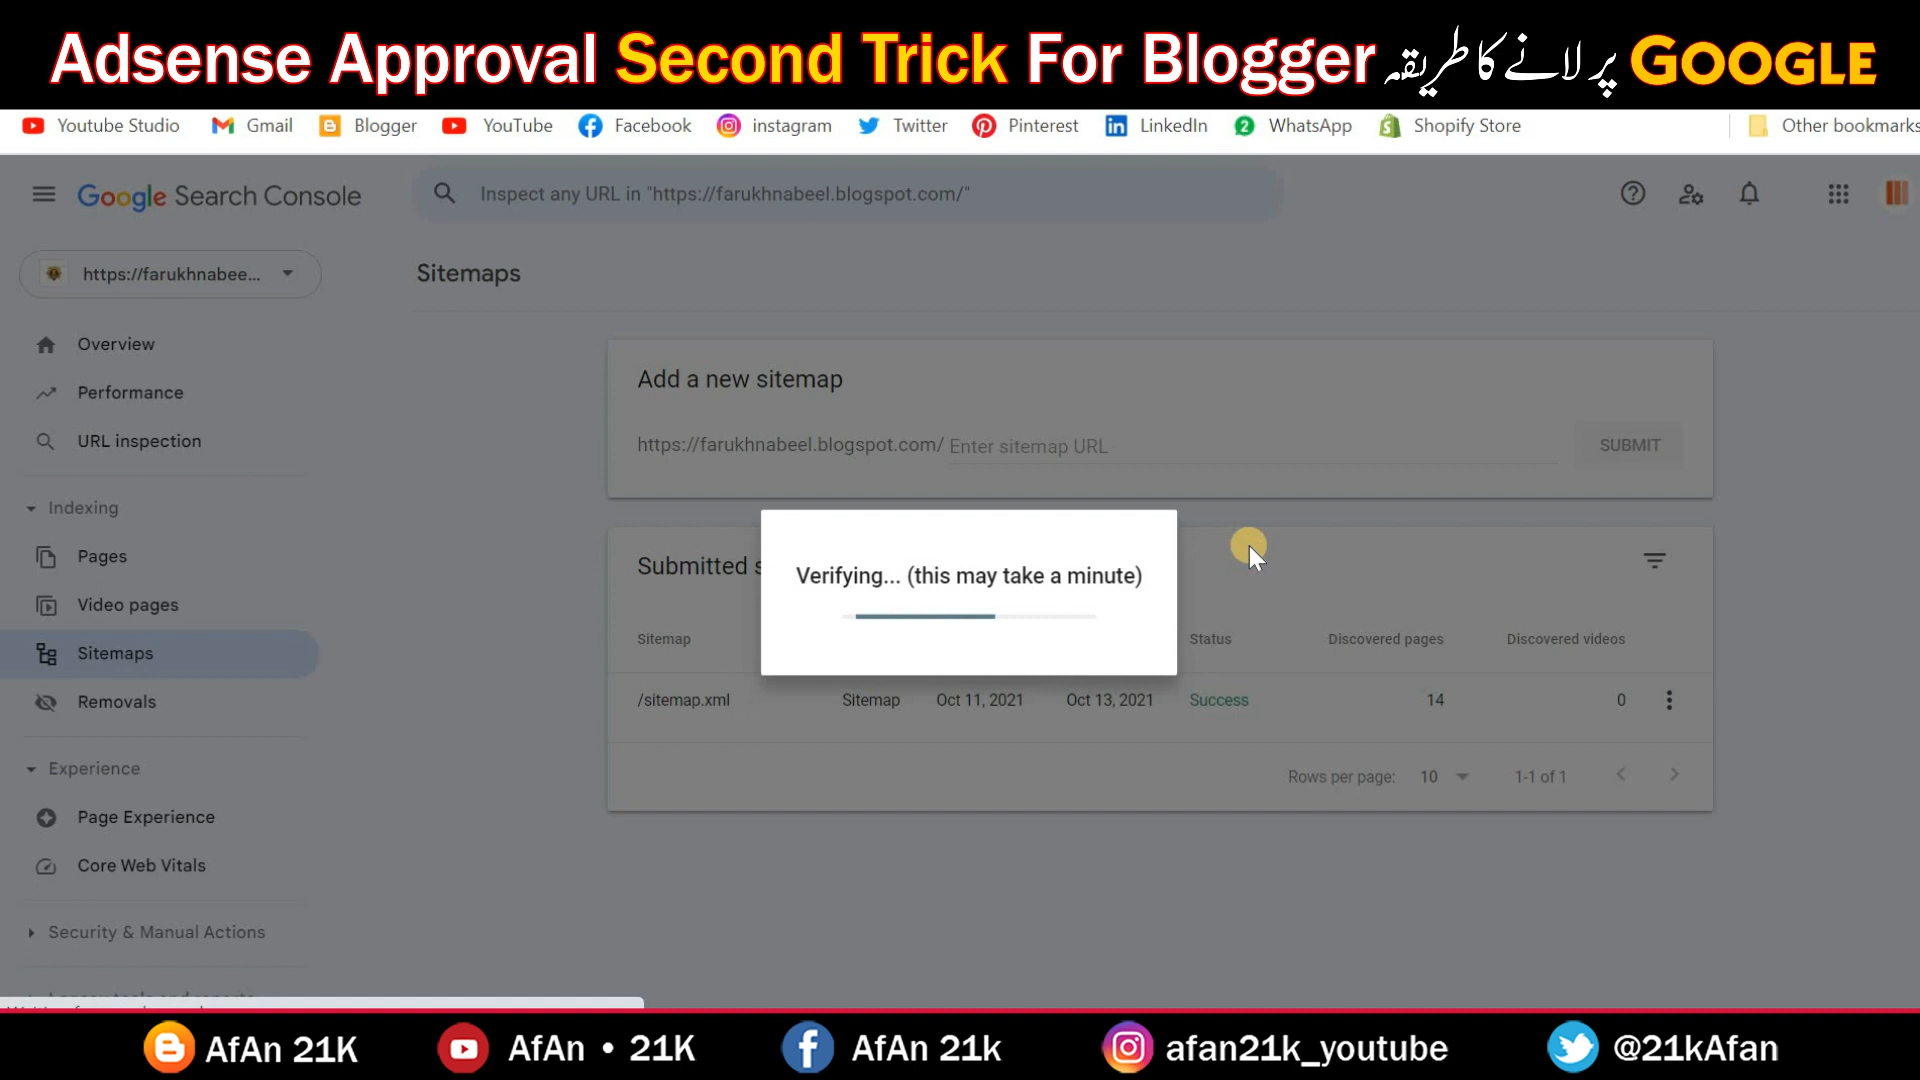 Adsense Approval Second Trick For Blogger پر لانے کا طریقہ GOOGLE
Youtube Studio Gmail Blogger YouTube Facebook instagram Twitter Pinterest LinkedIn WhatsApp Shopify Store Other bookmarks
Google Search Console
Inspect any URL in "https://farukhnabeel.blogspot.com/"
https://farukhnabee...
Sitemaps
Overview
Performance
URL inspection
Indexing
Pages
Video pages
Sitemaps
Removals
Experience
Page Experience
Core Web Vitals
Security & Manual Actions
Add a new sitemap
https://farukhnabeel.blogspot.com/ Enter sitemap URL SUBMIT
Submitted s
Verifying... (this may take a minute)
Sitemap Status Discovered pages Discovered videos
/sitemap.xml Sitemap Oct 11, 2021 Oct 13, 2021 Success 14 0
Rows per page: 10 1-1 of 1
AfAn 21K AfAn • 21K AfAn 21k afan21k_youtube @21kAfan